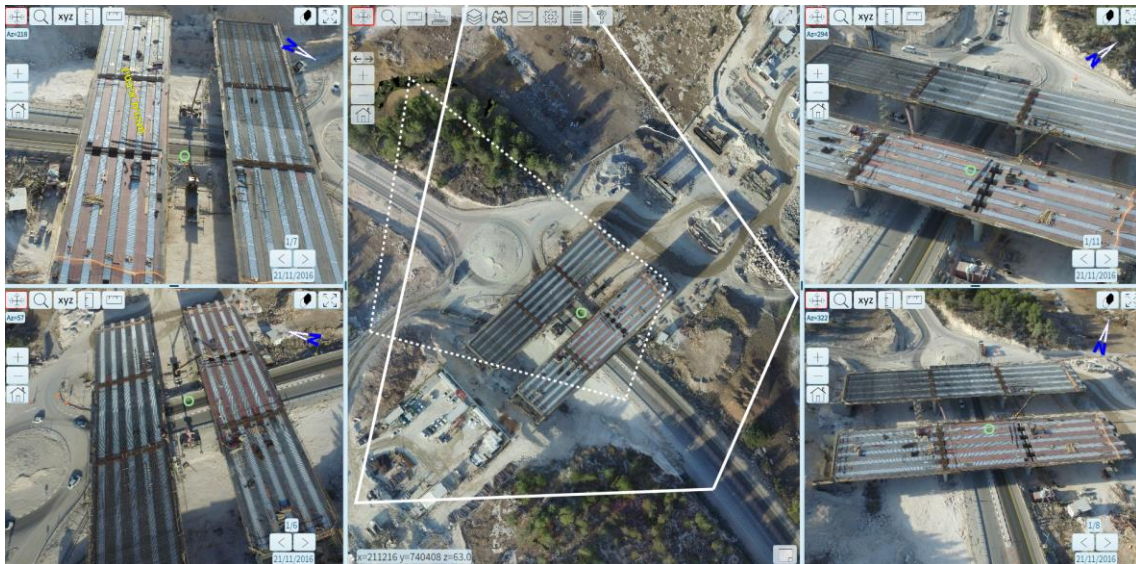 xyz
Az=218
N
1/7
21/11/2016
xyz
Az=57
N
1/6
21/11/2016
x=211216 y=740408 z=63.0
xyz
Az=294
N
1/11
21/11/2016
xyz
Az=322
N
1/8
21/11/2016